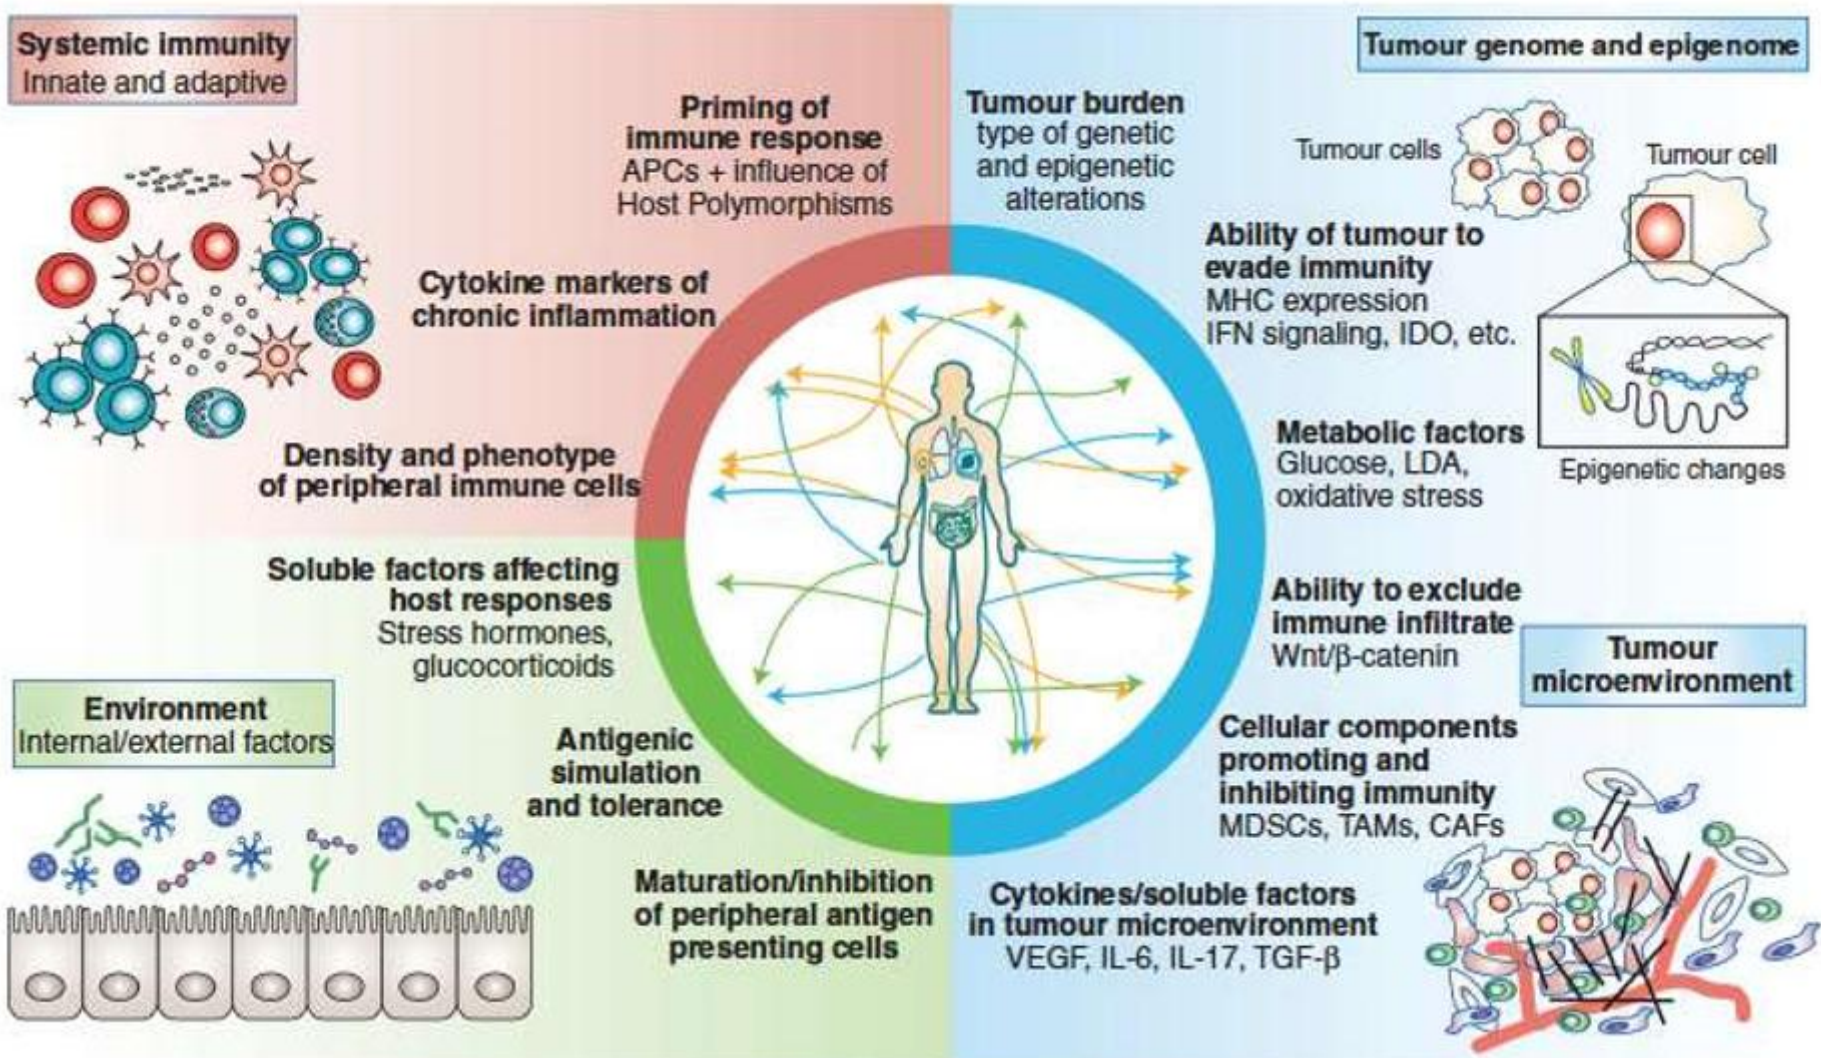 Systemic immunity
Innate and adaptive
Priming of
immune response
APCs + influence of
Host Polymorphisms
Cytokine markers of
chronic inflammation
Density and phenotype
of peripheral immune cells
Tumour genome and epigenome
Tumour burden
type of genetic
and epigenetic
alterations
Tumour cells
Tumour cell
Ability of tumour to
evade immunity
MHC expression
IFN signaling, IDO, etc.
Metabolic factors
Glucose, LDA,
oxidative stress
Epigenetic changes
Ability to exclude
immune infiltrate
Wnt/β-catenin
Tumour
microenvironment
Cellular components
promoting and
inhibiting immunity
MDSCs, TAMs, CAFs
Cytokines/soluble factors
in tumour microenvironment
VEGF, IL-6, IL-17, TGF-β
Soluble factors affecting
host responses
Stress hormones,
glucocorticoids
Environment
Internal/external factors
Antigenic
simulation
and tolerance
Maturation/inhibition
of peripheral antigen
presenting cells